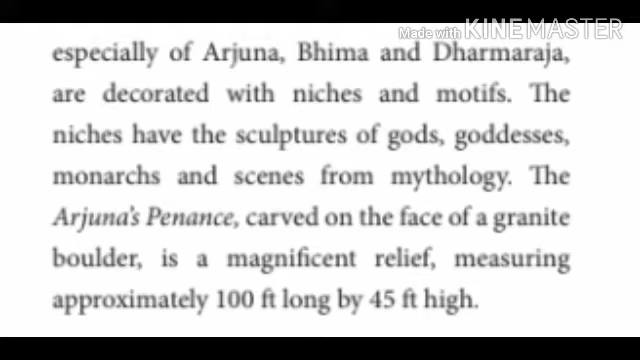 Made with KINEMASTER
especially of Arjuna, Bhima and Dharmaraja,
are decorated with niches and motifs. The
niches have the sculptures of gods, goddesses,
monarchs and scenes from mythology. The
Arjuna's Penance, carved on the face of a granite
boulder, is a magnificent relief, measuring
approximately 100 ft long by 45 ft high.